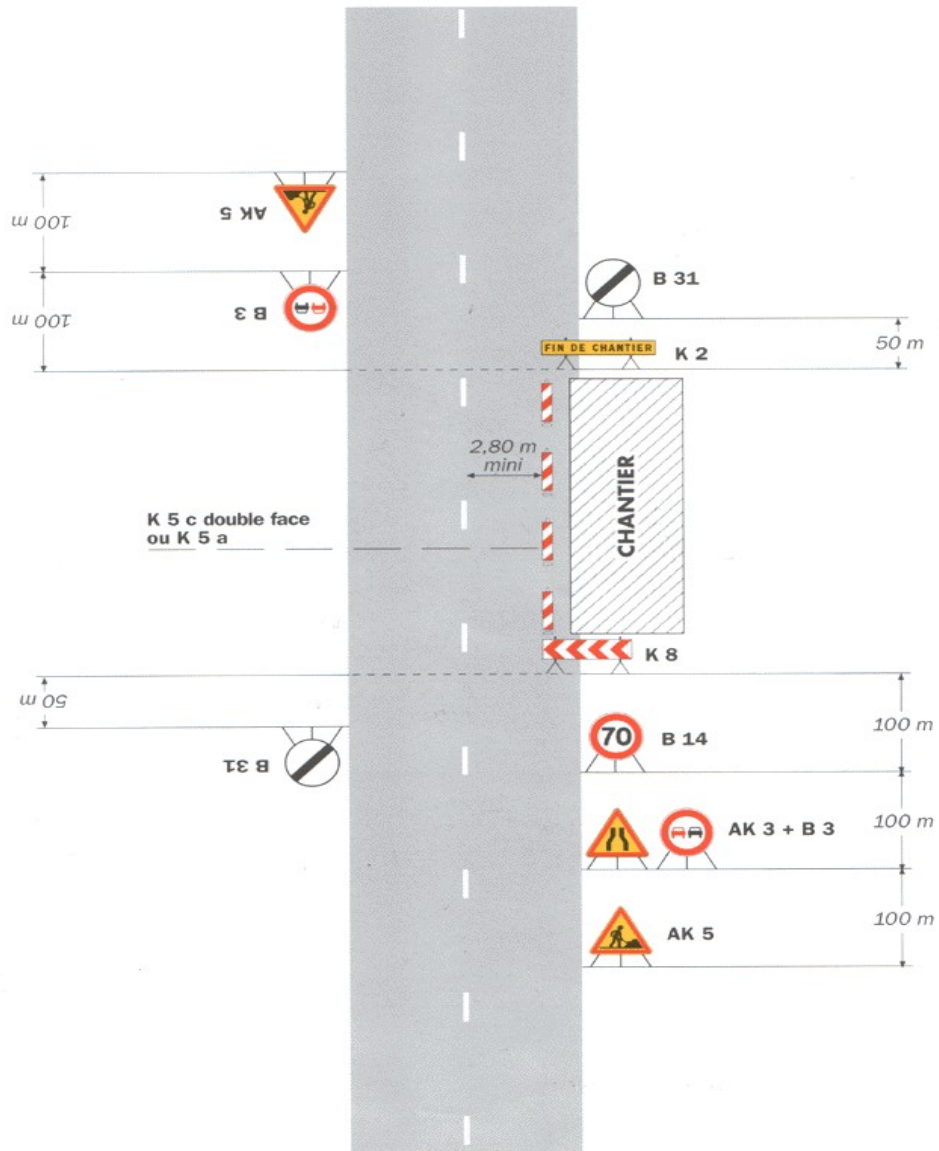 AK 5
100 m
B 3
100 m
B 31
50 m
FIN DE CHANTIER
K 2
2,80 m
mini
CHANTIER
K 5 c double face
ou K 5 a
K 8
50 m
B 31
100 m
70
B 14
100 m
AK 3 + B 3
100 m
AK 5